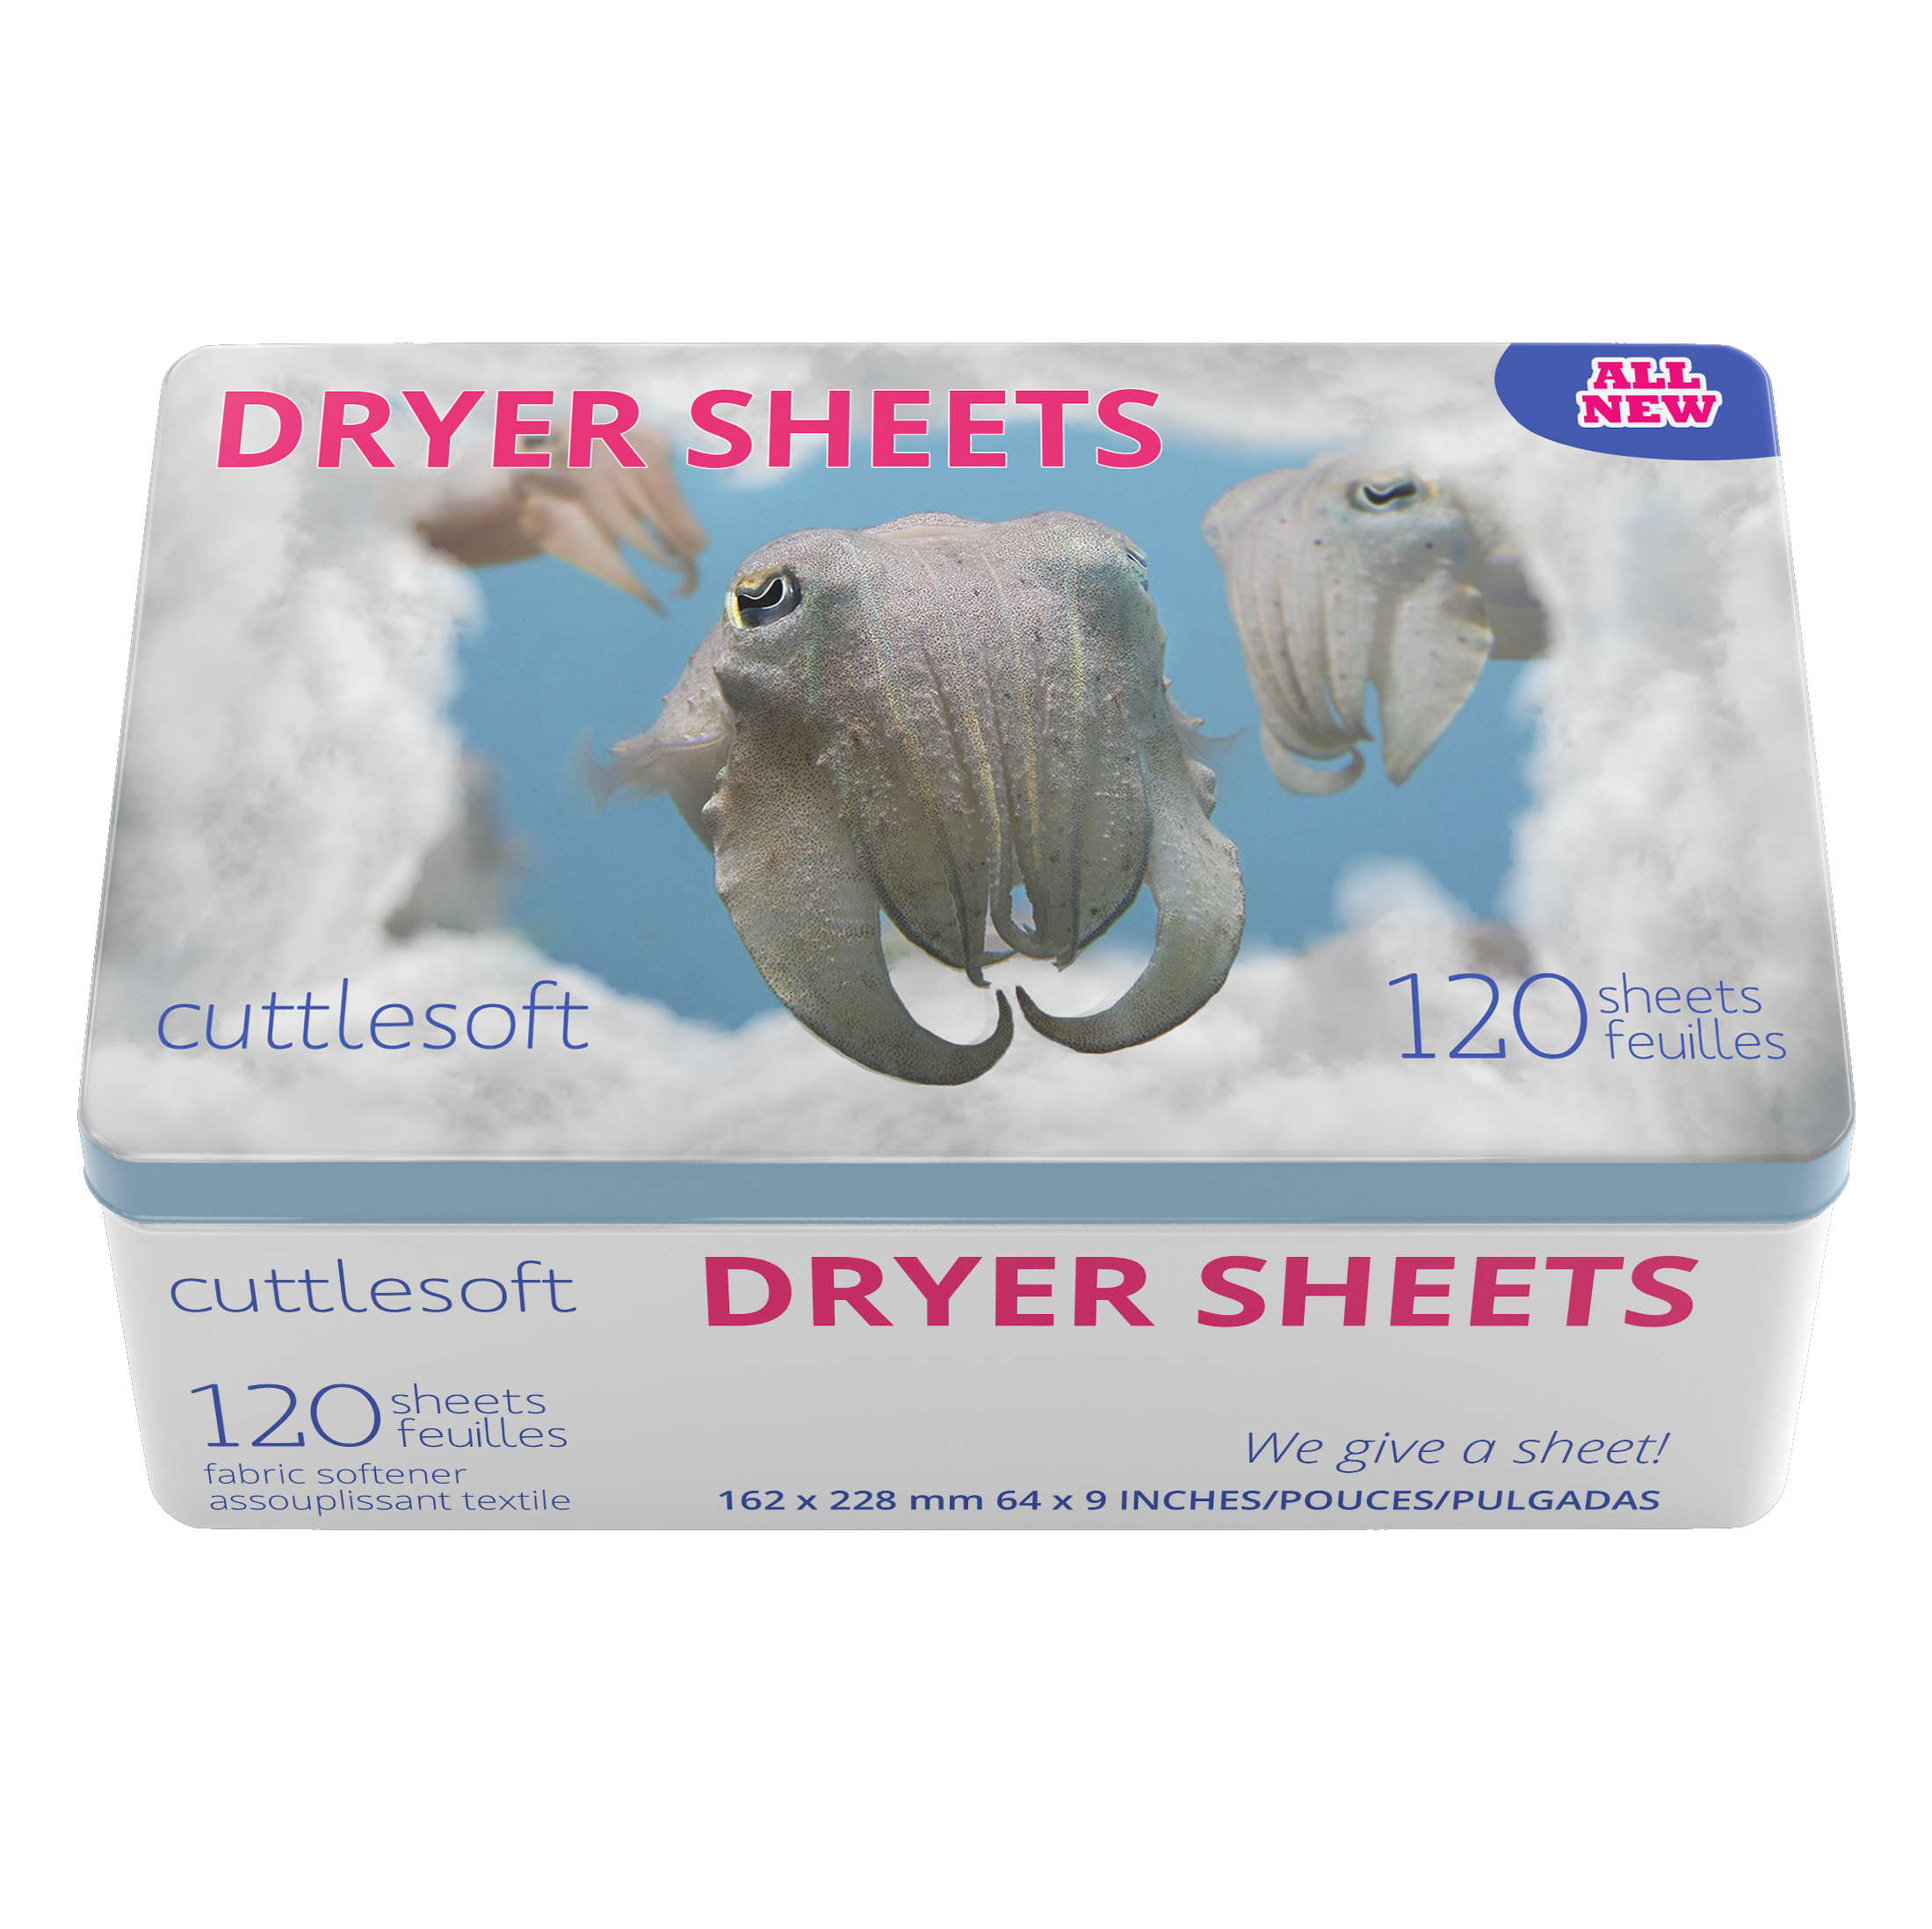 DRYER SHEETS
ALL
NEW
cuttlesoft
120 sheets
feuilles
cuttlesoft
DRYER SHEETS
120 sheets
feuilles
fabric softener
assouplissant textile
We give a sheet!
162 x 228 mm 64 x 9 INCHES/POUCES/PULGADAS